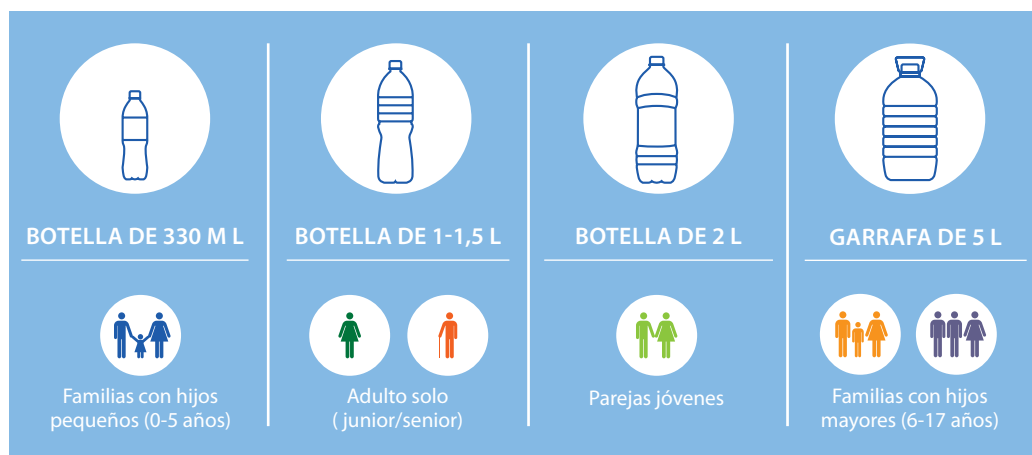 BOTELLA DE 330 M L
Familias con hijos
pequeños (0-5 años)
BOTELLA DE 1-1,5 L
Adulto solo
( junior/senior)
BOTELLA DE 2 L
Parejas jóvenes
GARRAFA DE 5 L
Familias con hijos
mayores (6-17 años)